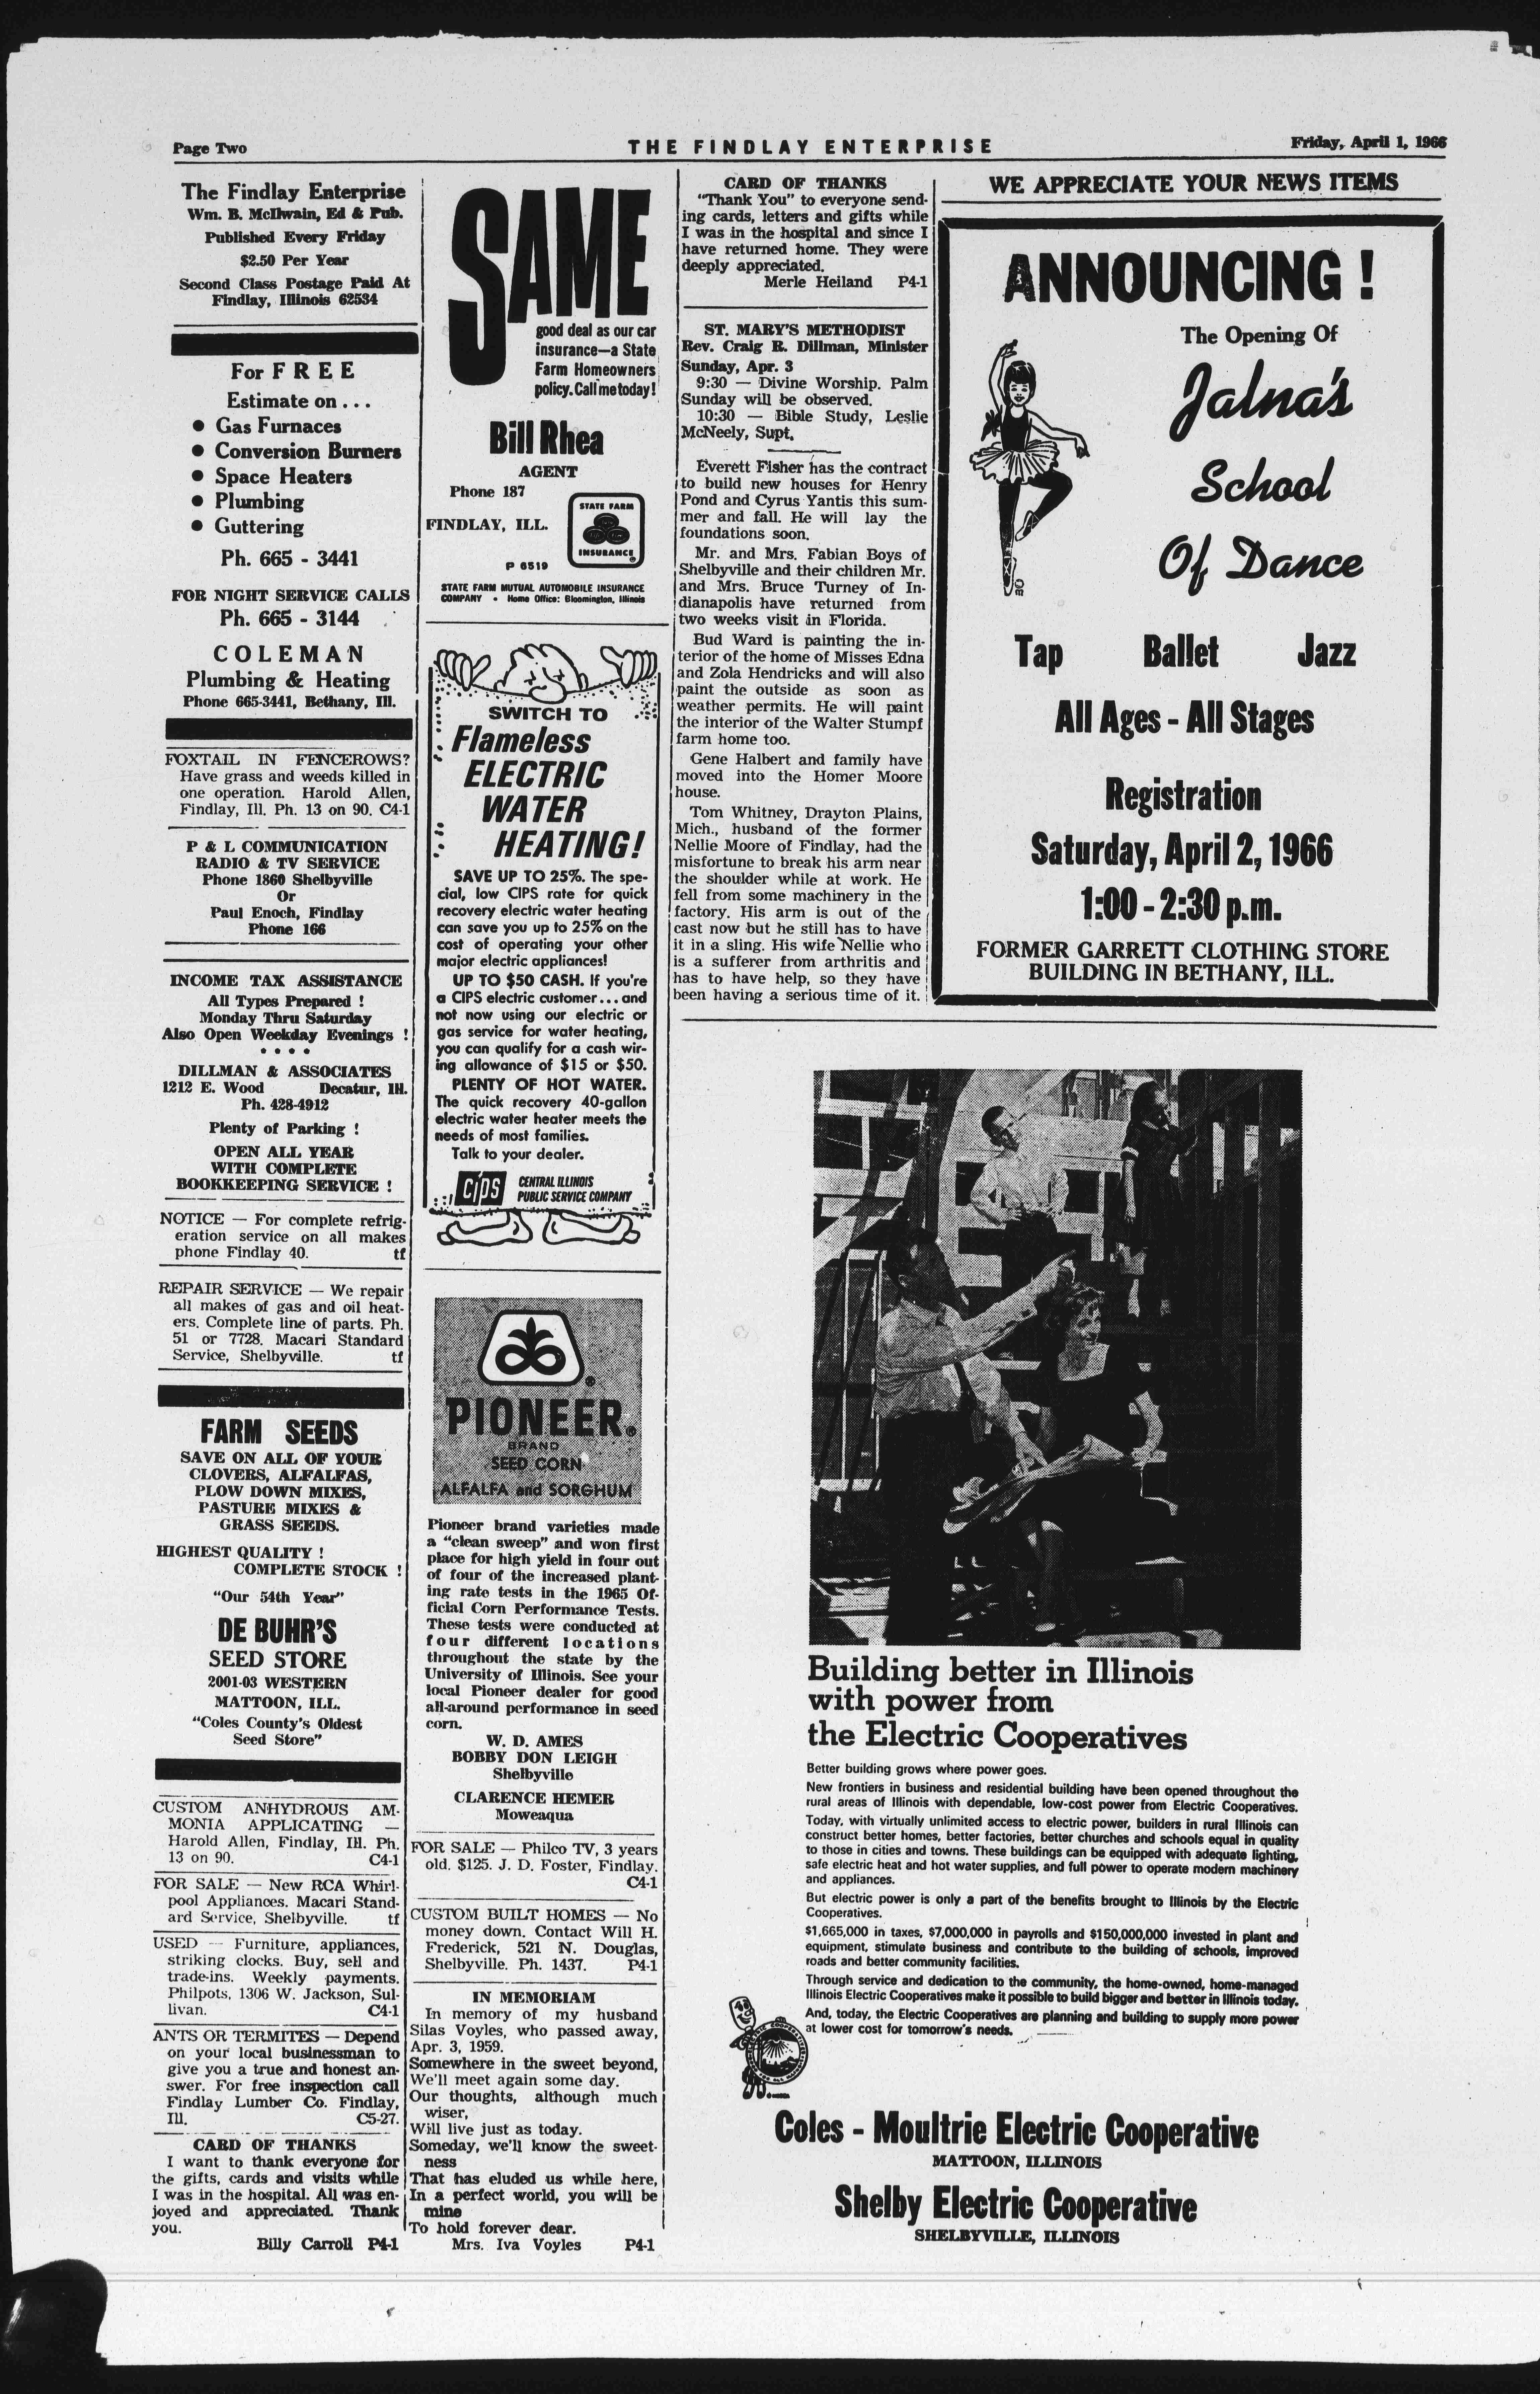 Page Two
THE FINDLAY ENTERPRISE
Friday, April 1, 1966
The Findlay Enterprise
Wm. B. McIlwain, Ed & Pub.
Published Every Friday
$2.50 Per Year
Second Class Postage Paid At
Findlay, Illinois 62534
For FREE
Estimate on . . .
● Gas Furnaces
● Conversion Burners
● Space Heaters
● Plumbing
● Guttering
Ph. 665 - 3441
FOR NIGHT SERVICE CALLS
Ph. 665 - 3144
COLEMAN
Plumbing & Heating
Phone 665-3441, Bethany, Ill.
FOXTAIL IN FENCEROWS?
Have grass and weeds killed in
one operation. Harold Allen,
Findlay, Ill. Ph. 13 on 90. C4-1
P & L COMMUNICATION
RADIO & TV SERVICE
Phone 1860 Shelbyville
Or
Paul Enoch, Findlay
Phone 166
INCOME TAX ASSISTANCE
All Types Prepared !
Monday Thru Saturday
Also Open Weekday Evenings !
• • • •
DILLMAN & ASSOCIATES
1212 E. Wood Decatur, Ill.
Ph. 428-4912
Plenty of Parking !
OPEN ALL YEAR
WITH COMPLETE
BOOKKEEPING SERVICE !
NOTICE — For complete refrig-
eration service on all makes
phone Findlay 40. tf
REPAIR SERVICE — We repair
all makes of gas and oil heat-
ers. Complete line of parts. Ph.
51 or 7728. Macari Standard
Service, Shelbyville. tf
FARM SEEDS
SAVE ON ALL OF YOUR
CLOVERS, ALFALFAS,
PLOW DOWN MIXES,
PASTURE MIXES &
GRASS SEEDS.
HIGHEST QUALITY !
COMPLETE STOCK !
"Our 54th Year"
DE BUHR'S
SEED STORE
2001-03 WESTERN
MATTOON, ILL.
"Coles County's Oldest
Seed Store"
CUSTOM ANHYDROUS AM-
MONIA APPLICATING —
Harold Allen, Findlay, Ill. Ph.
13 on 90. C4-1
FOR SALE — New RCA Whirl-
pool Appliances. Macari Stand-
ard Service, Shelbyville. tf
USED — Furniture, appliances,
striking clocks. Buy, sell and
trade-ins. Weekly payments.
Philpots, 1306 W. Jackson, Sul-
livan. C4-1
ANTS OR TERMITES — Depend
on your local businessman to
give you a true and honest an-
swer. For free inspection call
Findlay Lumber Co. Findlay,
Ill. C5-27.
CARD OF THANKS
I want to thank everyone for
the gifts, cards and visits while
I was in the hospital. All was en-
joyed and appreciated. Thank
you.
Billy Carroll P4-1
SAME
good deal as our car
insurance—a State
Farm Homeowners
policy. Call me today!
Bill Rhea
AGENT
Phone 187
FINDLAY, ILL.
STATE FARM
INSURANCE
P 6519
STATE FARM MUTUAL AUTOMOBILE INSURANCE
COMPANY • Home Office: Bloomington, Illinois
SWITCH TO
Flameless
ELECTRIC
WATER
HEATING!
SAVE UP TO 25%. The spe-
cial, low CIPS rate for quick
recovery electric water heating
can save you up to 25% on the
cost of operating your other
major electric appliances!
UP TO $50 CASH. If you're
a CIPS electric customer...and
not now using our electric or
gas service for water heating,
you can qualify for a cash wir-
ing allowance of $15 or $50.
PLENTY OF HOT WATER.
The quick recovery 40-gallon
electric water heater meets the
needs of most families.
Talk to your dealer.
cips
CENTRAL ILLINOIS
PUBLIC SERVICE COMPANY
PIONEER®
BRAND
SEED CORN
ALFALFA and SORGHUM
Pioneer brand varieties made
a "clean sweep" and won first
place for high yield in four out
of four of the increased plant-
ing rate tests in the 1965 Of-
ficial Corn Performance Tests.
These tests were conducted at
four different locations
throughout the state by the
University of Illinois. See your
local Pioneer dealer for good
all-around performance in seed
corn.
W. D. AMES
BOBBY DON LEIGH
Shelbyville
CLARENCE HEMER
Moweaqua
FOR SALE — Philco TV, 3 years
old. $125. J. D. Foster, Findlay.
C4-1
CUSTOM BUILT HOMES — No
money down. Contact Will H.
Frederick, 521 N. Douglas,
Shelbyville. Ph. 1437. P4-1
IN MEMORIAM
In memory of my husband
Silas Voyles, who passed away,
Apr. 3, 1959.
Somewhere in the sweet beyond,
We'll meet again some day.
Our thoughts, although much
wiser,
Will live just as today.
Someday, we'll know the sweet-
ness
That has eluded us while here,
In a perfect world, you will be
mine
To hold forever dear.
Mrs. Iva Voyles P4-1
CARD OF THANKS
"Thank You" to everyone send-
ing cards, letters and gifts while
I was in the hospital and since I
have returned home. They were
deeply appreciated.
Merle Heiland P4-1
ST. MARY'S METHODIST
Rev. Craig R. Dillman, Minister
Sunday, Apr. 3
9:30 — Divine Worship. Palm
Sunday will be observed.
10:30 — Bible Study, Leslie
McNeely, Supt.
Everett Fisher has the contract
to build new houses for Henry
Pond and Cyrus Yantis this sum-
mer and fall. He will lay the
foundations soon.
Mr. and Mrs. Fabian Boys of
Shelbyville and their children Mr.
and Mrs. Bruce Turney of In-
dianapolis have returned from
two weeks visit in Florida.
Bud Ward is painting the in-
terior of the home of Misses Edna
and Zola Hendricks and will also
paint the outside as soon as
weather permits. He will paint
the interior of the Walter Stumpf
farm home too.
Gene Halbert and family have
moved into the Homer Moore
house.
Tom Whitney, Drayton Plains,
Mich., husband of the former
Nellie Moore of Findlay, had the
misfortune to break his arm near
the shoulder while at work. He
fell from some machinery in the
factory. His arm is out of the
cast now but he still has to have
it in a sling. His wife Nellie who
is a sufferer from arthritis and
has to have help, so they have
been having a serious time of it.
WE APPRECIATE YOUR NEWS ITEMS
ANNOUNCING !
The Opening Of
Jalna's
School
Of Dance
Tap Ballet Jazz
All Ages - All Stages
Registration
Saturday, April 2, 1966
1:00 - 2:30 p.m.
FORMER GARRETT CLOTHING STORE
BUILDING IN BETHANY, ILL.
Building better in Illinois
with power from
the Electric Cooperatives
Better building grows where power goes.
New frontiers in business and residential building have been opened throughout the
rural areas of Illinois with dependable, low-cost power from Electric Cooperatives.
Today, with virtually unlimited access to electric power, builders in rural Illinois can
construct better homes, better factories, better churches and schools equal in quality
to those in cities and towns. These buildings can be equipped with adequate lighting,
safe electric heat and hot water supplies, and full power to operate modern machinery
and appliances.
But electric power is only a part of the benefits brought to Illinois by the Electric
Cooperatives.
$1,665,000 in taxes, $7,000,000 in payrolls and $150,000,000 invested in plant and
equipment, stimulate business and contribute to the building of schools, improved
roads and better community facilities.
Through service and dedication to the community, the home-owned, home-managed
Illinois Electric Cooperatives make it possible to build bigger and better in Illinois today.
And, today, the Electric Cooperatives are planning and building to supply more power
at lower cost for tomorrow's needs.
Coles - Moultrie Electric Cooperative
MATTOON, ILLINOIS
Shelby Electric Cooperative
SHELBYVILLE, ILLINOIS